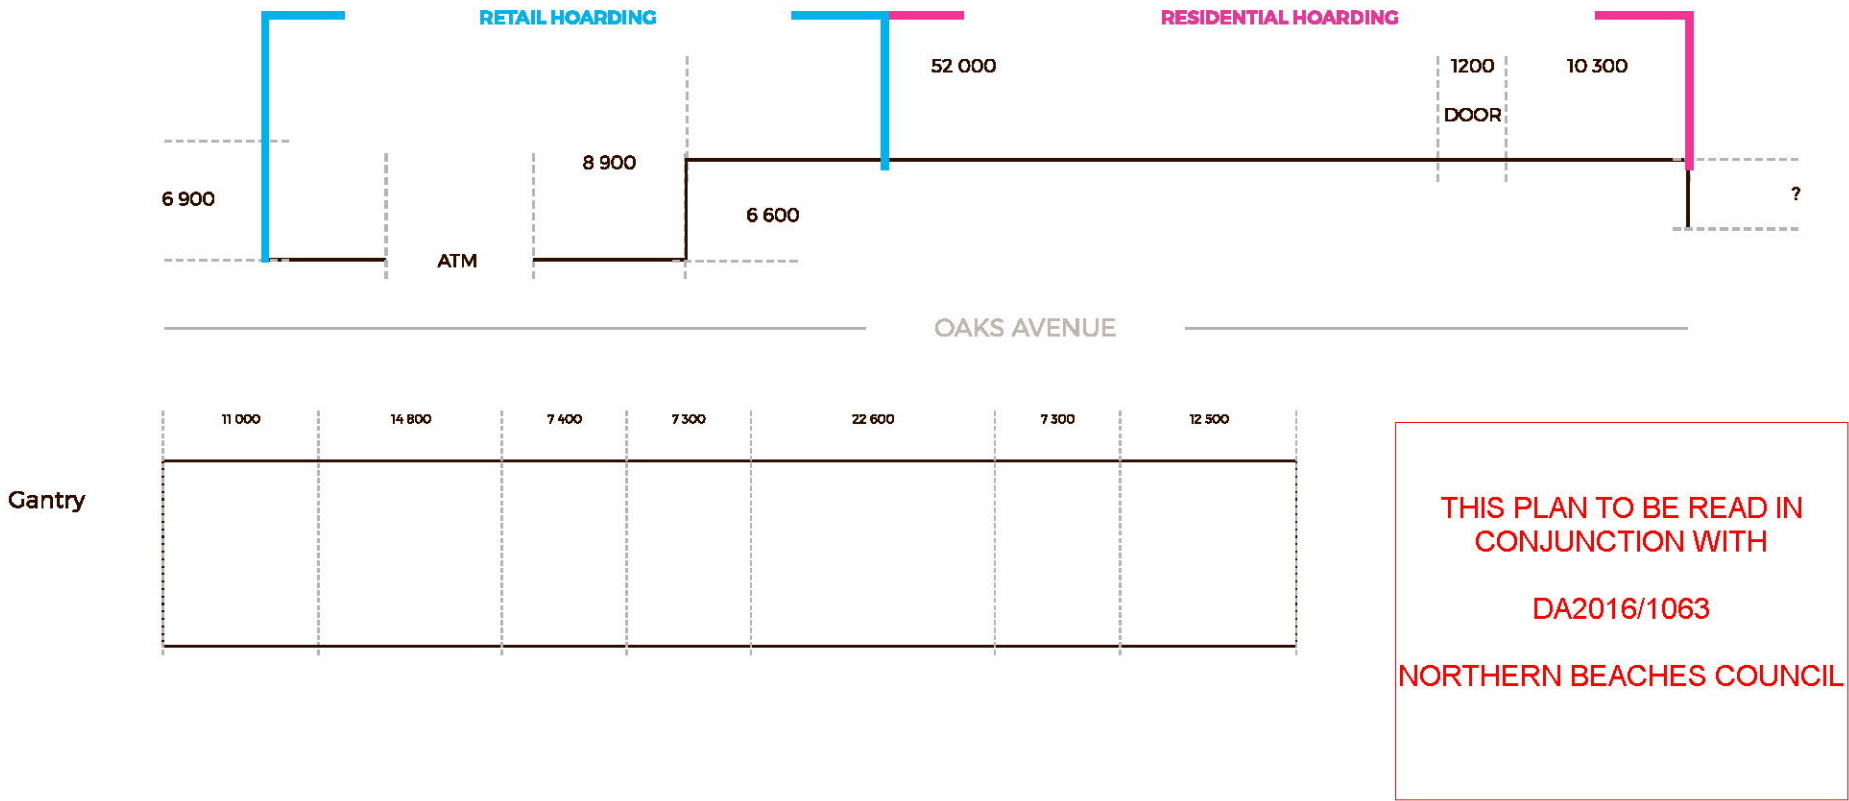 RETAIL HOARDING
RESIDENTIAL HOARDING
52 000
1200
10 300
DOOR
8 900
6 900
6 600
?
ATM
OAKS AVENUE
11 000
14 800
7 400
7 300
22 600
7 300
12 500
Gantry
THIS PLAN TO BE READ IN
CONJUNCTION WITH
DA2016/1063
NORTHERN BEACHES COUNCIL